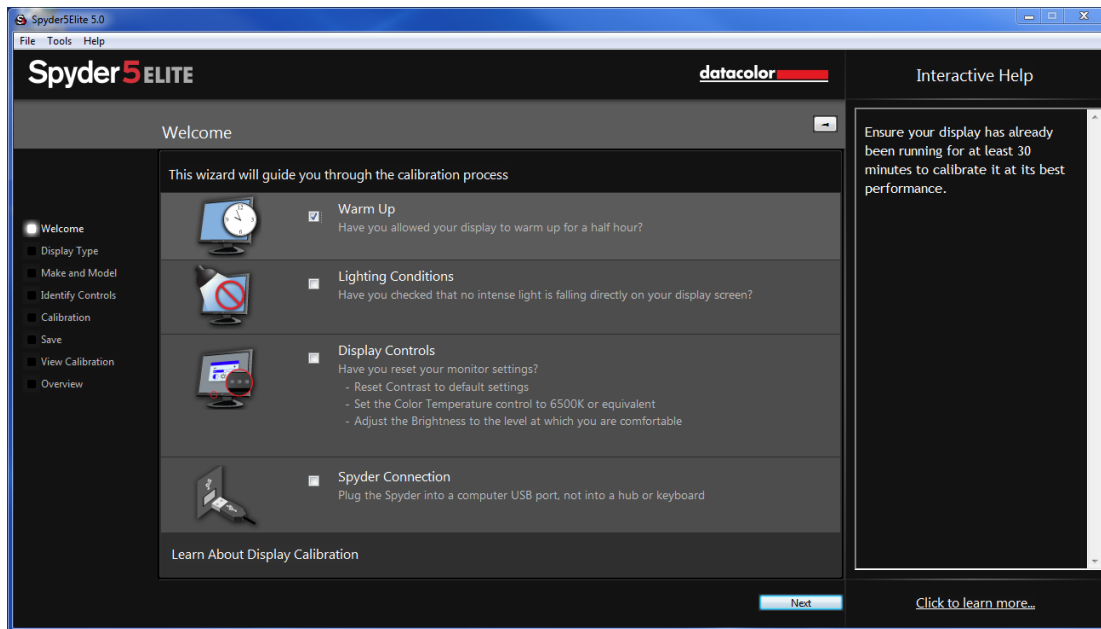 Spyder5Elite 5.0
File Tools Help
Spyder5ELITE
datacolor
Interactive Help
Welcome
Ensure your display has already
been running for at least 30
minutes to calibrate it at its best
performance.
This wizard will guide you through the calibration process
Welcome
Display Type
Make and Model
Identify Controls
Calibration
Save
View Calibration
Overview
Warm Up
Have you allowed your display to warm up for a half hour?
Lighting Conditions
Have you checked that no intense light is falling directly on your display screen?
Display Controls
Have you reset your monitor settings?
- Reset Contrast to default settings
- Set the Color Temperature control to 6500K or equivalent
- Adjust the Brightness to the level at which you are comfortable
Spyder Connection
Plug the Spyder into a computer USB port, not into a hub or keyboard
Learn About Display Calibration
Next
Click to learn more...